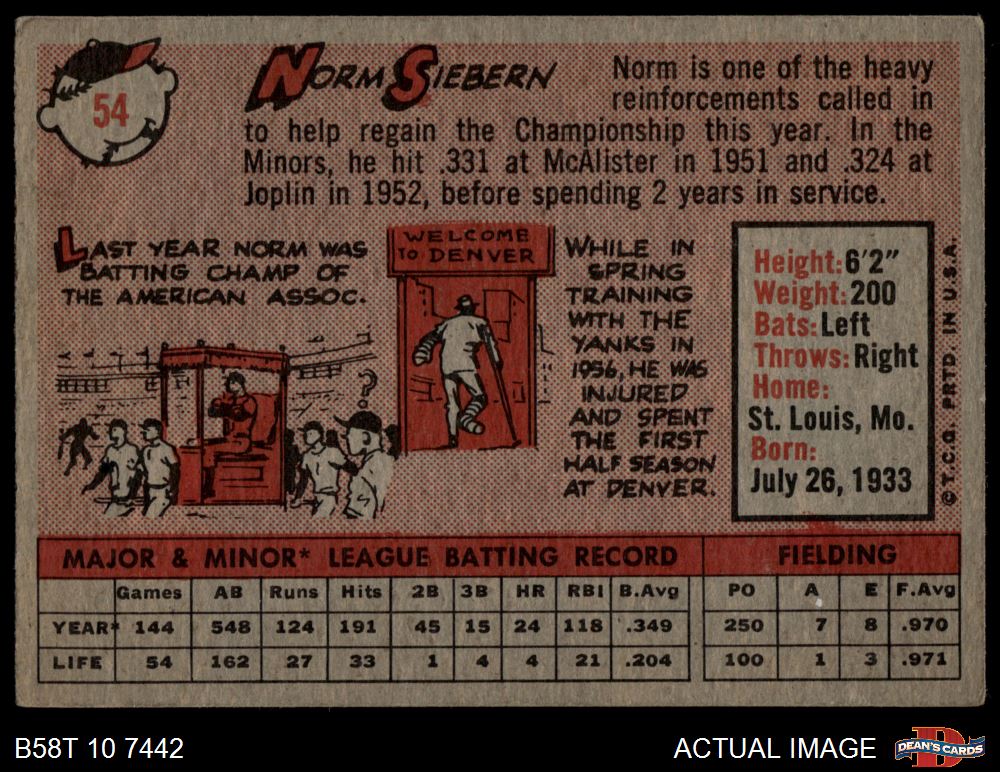 54
NORM SIEBERN
Norm is one of the heavy
reinforcements called in
to help regain the Championship this year. In the
Minors, he hit .331 at McAlister in 1951 and .324 at
Joplin in 1952, before spending 2 years in service.
LAST YEAR NORM WAS
BATTING CHAMP OF
THE AMERICAN ASSOC.
?
WELCOME
TO DENVER
WHILE IN
SPRING
TRAINING
WITH THE
YANKS IN
1956, HE WAS
INJURED
AND SPENT
THE FIRST
HALF SEASON
AT DENVER.
Height: 6'2"
Weight: 200
Bats: Left
Throws: Right
Home:
St. Louis, Mo.
Born:
July 26, 1933
© T.C.G. PRTD. IN U.S.A.
MAJOR & MINOR* LEAGUE BATTING RECORD FIELDING
Games AB Runs Hits 2B 3B HR RBI B.Avg PO A E F.Avg
YEAR* 144 548 124 191 45 15 24 118 .349 250 7 8 .970
LIFE 54 162 27 33 1 4 4 21 .204 100 1 3 .971
B58T 10 7442
ACTUAL IMAGE
D
DEAN'S CARDS